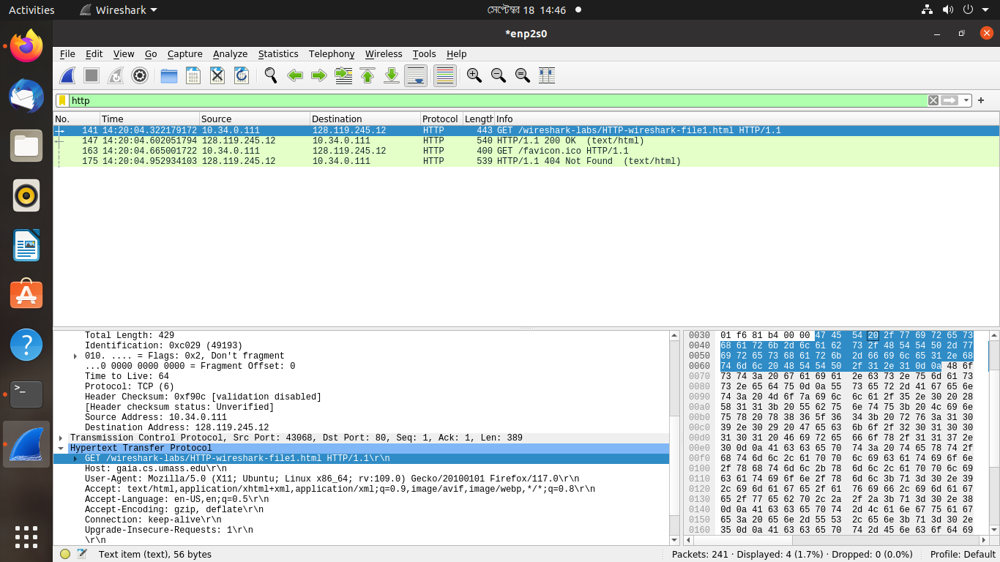 Activities Wireshark সেপ্টেম্বর 18 14:46
*enp2s0
File Edit View Go Capture Analyze Statistics Telephony Wireless Tools Help
http
No. Time Source Destination Protocol Length Info
141 14:20:04.322179172 10.34.0.111 128.119.245.12 HTTP 443 GET /wireshark-labs/HTTP-wireshark-file1.html HTTP/1.1
147 14:20:04.602051794 128.119.245.12 10.34.0.111 HTTP 540 HTTP/1.1 200 OK (text/html)
163 14:20:04.665001722 10.34.0.111 128.119.245.12 HTTP 400 GET /favicon.ico HTTP/1.1
175 14:20:04.952934103 128.119.245.12 10.34.0.111 HTTP 539 HTTP/1.1 404 Not Found (text/html)
Total Length: 429
Identification: 0xc029 (49193)
010. .... = Flags: 0x2, Don't fragment
...0 0000 0000 0000 = Fragment Offset: 0
Time to Live: 64
Protocol: TCP (6)
Header Checksum: 0xf90c [validation disabled]
[Header checksum status: Unverified]
Source Address: 10.34.0.111
Destination Address: 128.119.245.12
Transmission Control Protocol, Src Port: 43068, Dst Port: 80, Seq: 1, Ack: 1, Len: 389
Hypertext Transfer Protocol
GET /wireshark-labs/HTTP-wireshark-file1.html HTTP/1.1\r\n
Host: gaia.cs.umass.edu\r\n
User-Agent: Mozilla/5.0 (X11; Ubuntu; Linux x86_64; rv:109.0) Gecko/20100101 Firefox/117.0\r\n
Accept: text/html,application/xhtml+xml,application/xml;q=0.9,image/avif,image/webp,*/*;q=0.8\r\n
Accept-Language: en-US,en;q=0.5\r\n
Accept-Encoding: gzip, deflate\r\n
Connection: keep-alive\r\n
Upgrade-Insecure-Requests: 1\r\n
\r\n
0030 01 f6 81 b4 00 00 47 45 54 20 2f 77 69 72 65 73
0040 68 61 72 6b 2d 6c 61 62 73 2f 48 54 54 50 2d 77
0050 69 72 65 73 68 61 72 6b 2d 66 69 6c 65 31 2e 68
0060 74 6d 6c 20 48 54 54 50 2f 31 2e 31 0d 0a 48 6f
0070 73 74 3a 20 67 61 69 61 2e 63 73 2e 75 6d 61 73
0080 73 2e 65 64 75 0d 0a 55 73 65 72 2d 41 67 65 6e
0090 74 3a 20 4d 6f 7a 69 6c 6c 61 2f 35 2e 30 20 28
00a0 58 31 31 3b 20 55 62 75 6e 74 75 3b 20 4c 69 6e
00b0 75 78 20 78 38 36 5f 36 34 3b 20 72 76 3a 31 30
00c0 39 2e 30 29 20 47 65 63 6b 6f 2f 32 30 31 30 30
00d0 31 30 31 20 46 69 72 65 66 6f 78 2f 31 31 37 2e
00e0 30 0d 0a 41 63 63 65 70 74 3a 20 74 65 78 74 2f
00f0 68 74 6d 6c 2c 61 70 70 6c 69 63 61 74 69 6f 6e
0100 2f 78 68 74 6d 6c 2b 78 6d 6c 2c 61 70 70 6c 69
0110 63 61 74 69 6f 6e 2f 78 6d 6c 3b 71 3d 30 2e 39
0120 2c 69 6d 61 67 65 2f 61 76 69 66 2c 69 6d 61 67
0130 65 2f 77 65 62 70 2c 2a 2f 2a 3b 71 3d 30 2e 38
0140 0d 0a 41 63 63 65 70 74 2d 4c 61 6e 67 75 61 67
0150 65 3a 20 65 6e 2d 55 53 2c 65 6e 3b 71 3d 30 2e
0160 35 0d 0a 41 63 63 65 70 74 2d 45 6e 63 6f 64 69
Text item (text), 56 bytes Packets: 241 · Displayed: 4 (1.7%) · Dropped: 0 (0.0%) Profile: Default